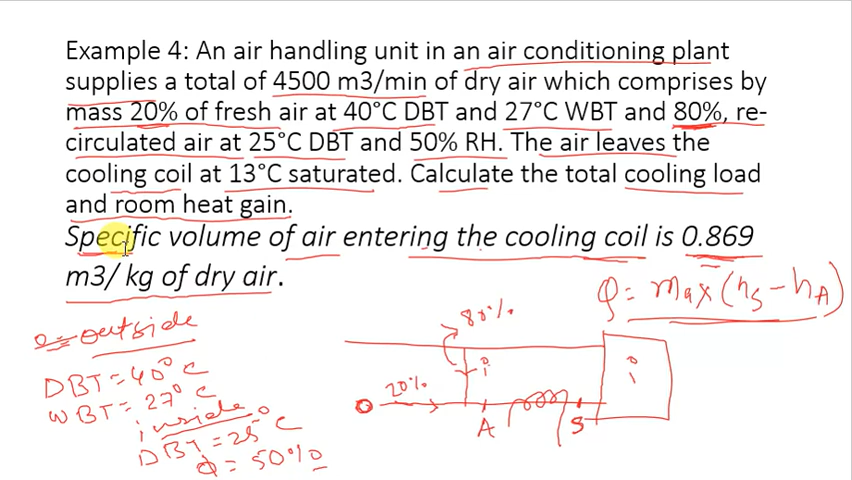 Example 4: An air handling unit in an air conditioning plant
supplies a total of 4500 m3/min of dry air which comprises by
mass 20% of fresh air at 40°C DBT and 27°C WBT and 80%, re-
circulated air at 25°C DBT and 50% RH. The air leaves the
cooling coil at 13°C saturated. Calculate the total cooling load
and room heat gain.
Specific volume of air entering the cooling coil is 0.869
m3/ kg of dry air.
Q = max (hs - hA)
80%
outside
DBT = 40°C
WBT = 27°C
20%
i
i
A
S
inside
DBT = 25°C
ϕ = 50%